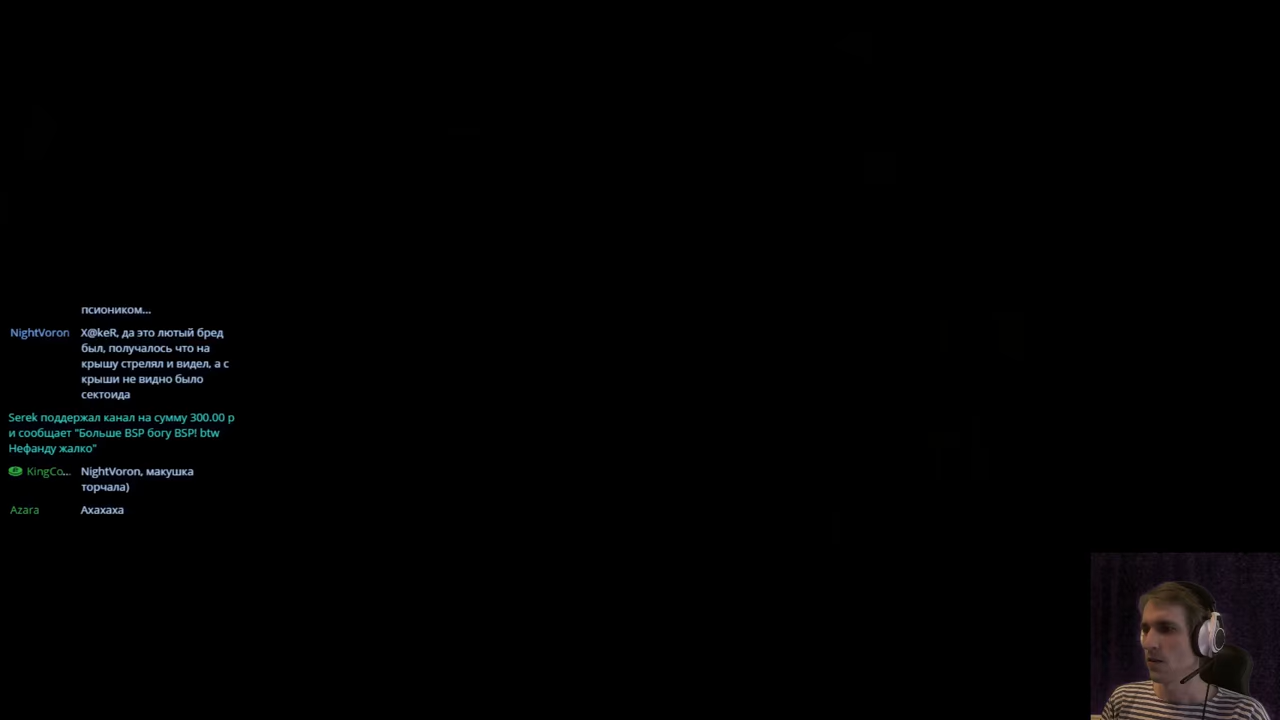 псиоником...
NightVoron X@keR, да это лютый бред
был, получалось что на
крышу стрелял и видел, а с
крыши не видно было
сектоида
Serek поддержал канал на сумму 300.00 р
и сообщает "Больше BSP богу BSP! btw
Нефанду жалко"
KingCo... NightVoron, макушка
торчала)
Azara Ахахаха